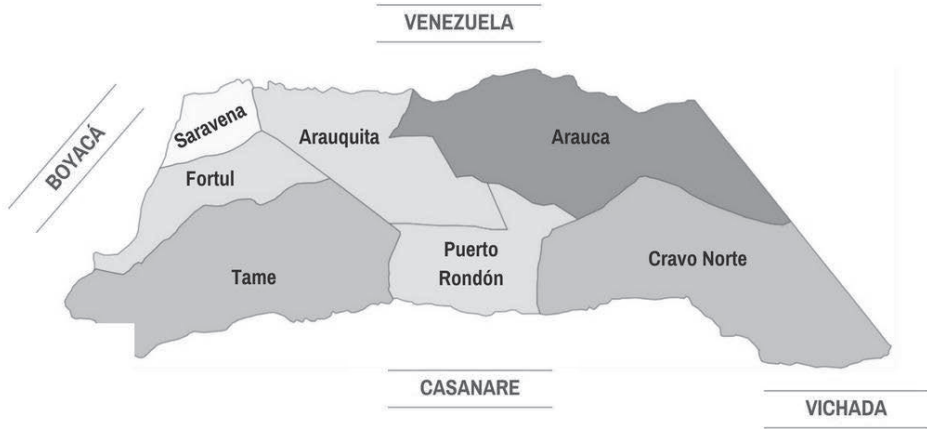 VENEZUELA
BOYACÁ
Saravena
Arauquita
Arauca
Fortul
Tame
Puerto
Rondón
Cravo Norte
CASANARE
VICHADA